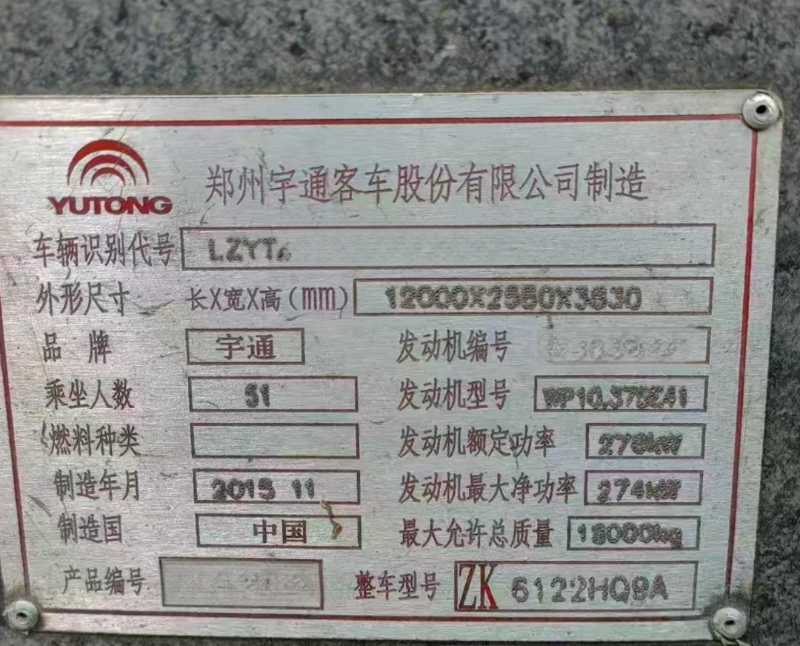 YUTONG 郑州宇通客车股份有限公司制造
车辆识别代号 LZYT
外形尺寸 长X宽X高(mm) 12000X2550X3830
品牌 宇通 发动机编号
乘坐人数 51 发动机型号 WP10.375E41
燃料种类 发动机额定功率 276kW
制造年月 2015 11 发动机最大净功率 274kW
制造国 中国 最大允许总质量 18000kg
产品编号 整车型号 ZK 6122HQ9A